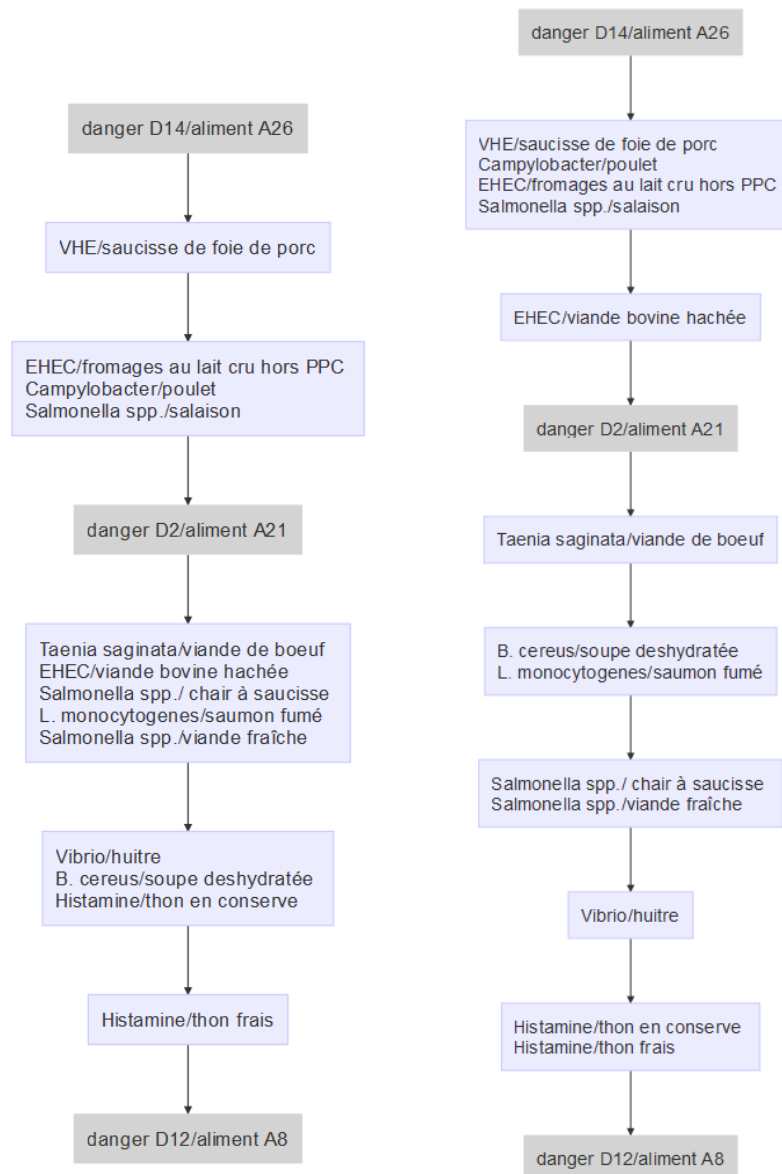 danger D14/aliment A26
VHE/saucisse de foie de porc
EHEC/fromages au lait cru hors PPC
Campylobacter/poulet
Salmonella spp./salaison
danger D2/aliment A21
Taenia saginata/viande de boeuf
EHEC/viande bovine hachée
Salmonella spp./ chair à saucisse
L. monocytogenes/saumon fumé
Salmonella spp./viande fraîche
Vibrio/huitre
B. cereus/soupe deshydratée
Histamine/thon en conserve
Histamine/thon frais
danger D12/aliment A8
danger D14/aliment A26
VHE/saucisse de foie de porc
Campylobacter/poulet
EHEC/fromages au lait cru hors PPC
Salmonella spp./salaison
EHEC/viande bovine hachée
danger D2/aliment A21
Taenia saginata/viande de boeuf
B. cereus/soupe deshydratée
L. monocytogenes/saumon fumé
Salmonella spp./ chair à saucisse
Salmonella spp./viande fraîche
Vibrio/huitre
Histamine/thon en conserve
Histamine/thon frais
danger D12/aliment A8